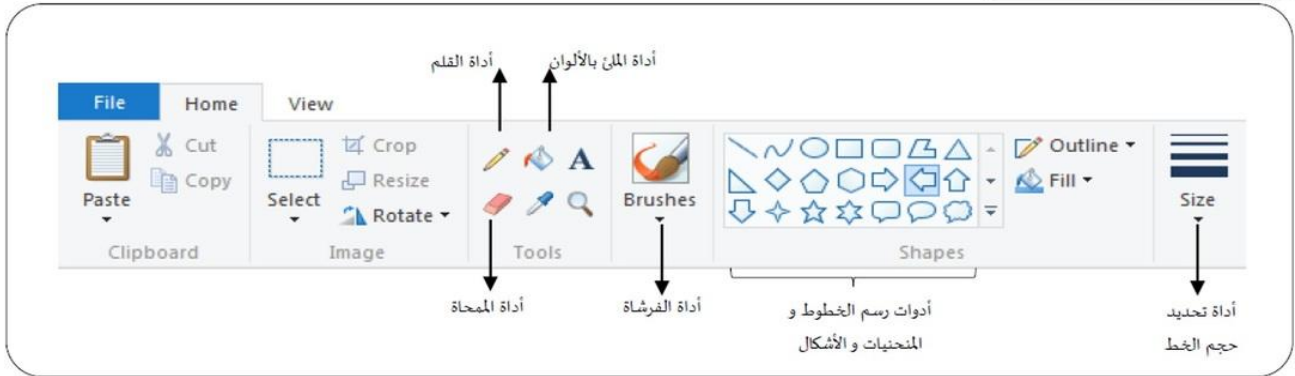 أداة القلم
أداة الملئ بالألوان
File Home View
Cut
Copy
Paste
Clipboard
Crop
Resize
Rotate
Select
Image
A
Tools
Brushes
Shapes
Outline
Fill
Size
أداة الممحاة
أداة الفرشاة
أدوات رسم الخطوط و
المنحنيات و الأشكال
أداة تحديد
حجم الخط